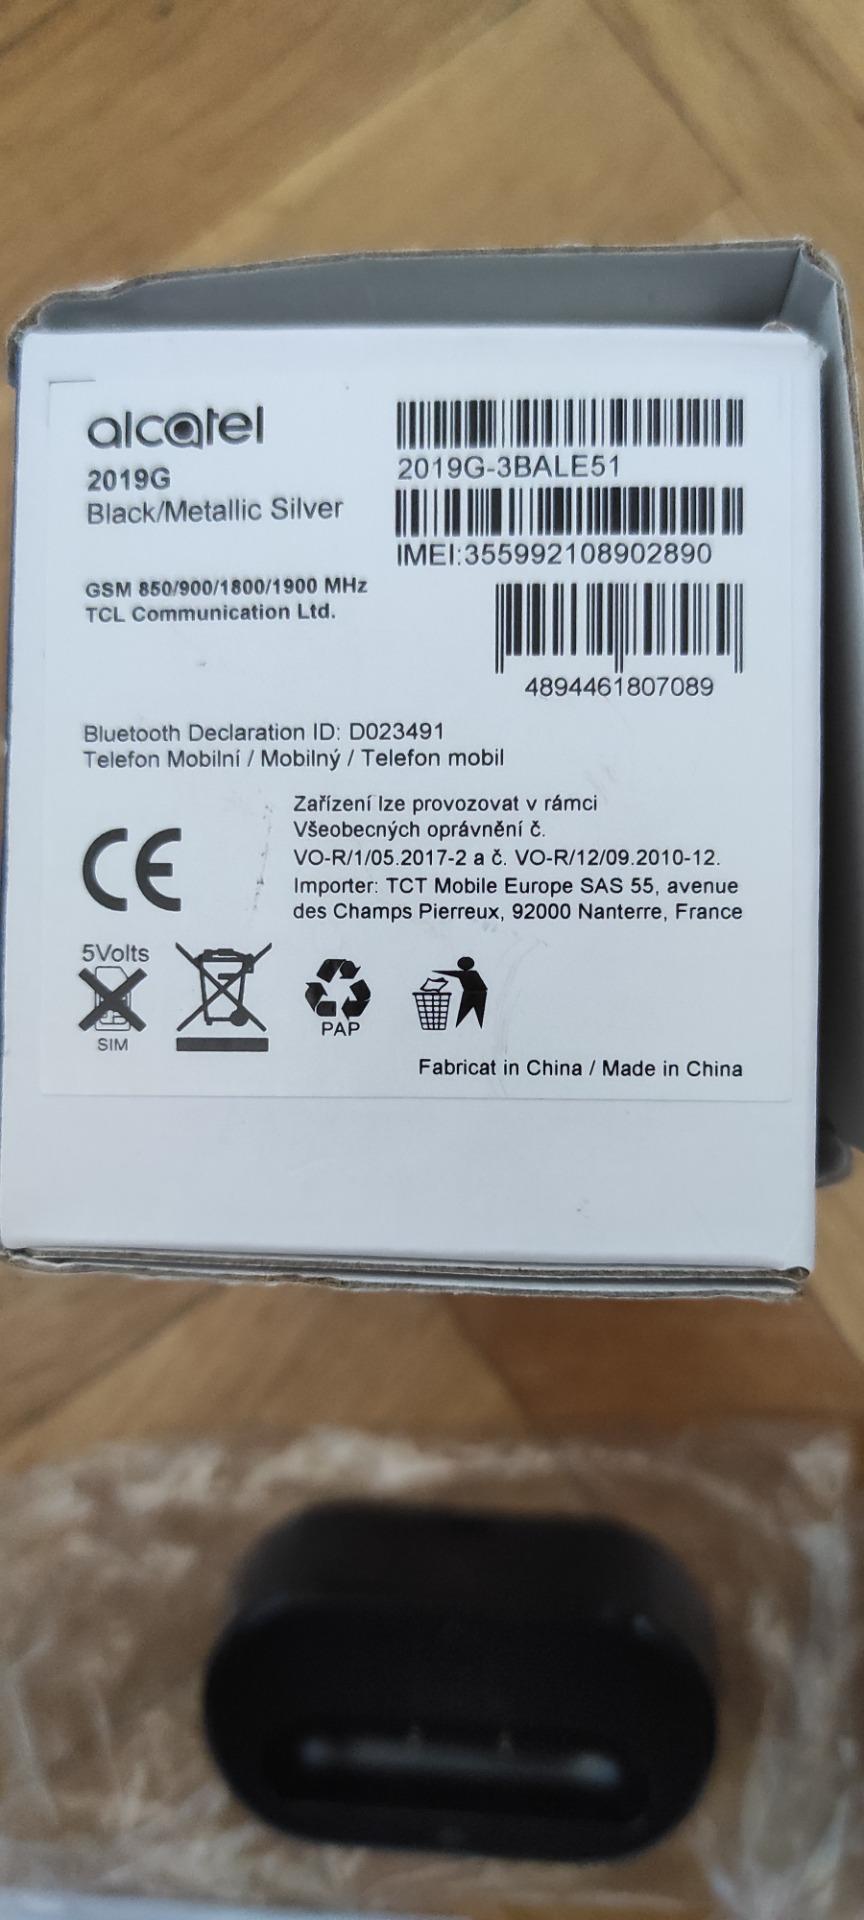 alcatel
2019G
Black/Metallic Silver
2019G-3BALE51
IMEI:355992108902890
GSM 850/900/1800/1900 MHz
TCL Communication Ltd.
4894461807089
Bluetooth Declaration ID: D023491
Telefon Mobilní / Mobilný / Telefon mobil
Zařízení lze provozovat v rámci
Všeobecných oprávnění č.
VO-R/1/05.2017-2 a č. VO-R/12/09.2010-12.
Importer: TCT Mobile Europe SAS 55, avenue
des Champs Pierreux, 92000 Nanterre, France
CE
5Volts
SIM
PAP
Fabricat in China / Made in China